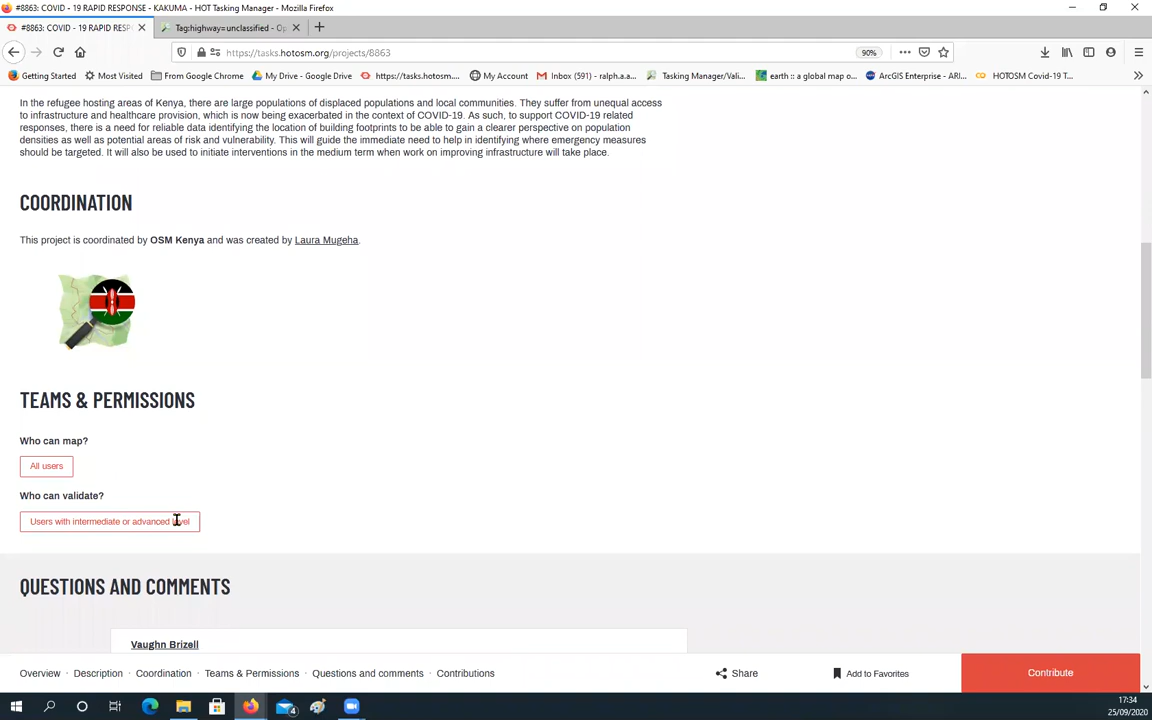 #8863: COVID - 19 RAPID RESPONSE - KAKUMA - HOT Tasking Manager - Mozilla Firefox
#8863: COVID - 19 RAPID RESP
Tag:highway=unclassified - Op
https://tasks.hotosm.org/projects/8863
90%
Getting Started
Most Visited
From Google Chrome
My Drive - Google Drive
https://tasks.hotosm....
My Account
Inbox (591) - ralph.a.a...
Tasking Manager/Vali...
earth :: a global map o...
ArcGIS Enterprise - ARI...
HOTOSM Covid-19 T...
In the refugee hosting areas of Kenya, there are large populations of displaced populations and local communities. They suffer from unequal access
to infrastructure and healthcare provision, which is now being exacerbated in the context of COVID-19. As such, to support COVID-19 related
responses, there is a need for reliable data identifying the location of building footprints to be able to gain a clearer perspective on population
densities as well as potential areas of risk and vulnerability. This will guide the immediate need to help in identifying where emergency measures
should be targeted. It will also be used to initiate interventions in the medium term when work on improving infrastructure will take place.
COORDINATION
This project is coordinated by OSM Kenya and was created by Laura Mugeha.
TEAMS & PERMISSIONS
Who can map?
All users
Who can validate?
Users with intermediate or advanced level
QUESTIONS AND COMMENTS
Vaughn Brizell
Overview · Description · Coordination · Teams & Permissions · Questions and comments · Contributions
Share
Add to Favorites
Contribute
4
17:34
25/09/2020